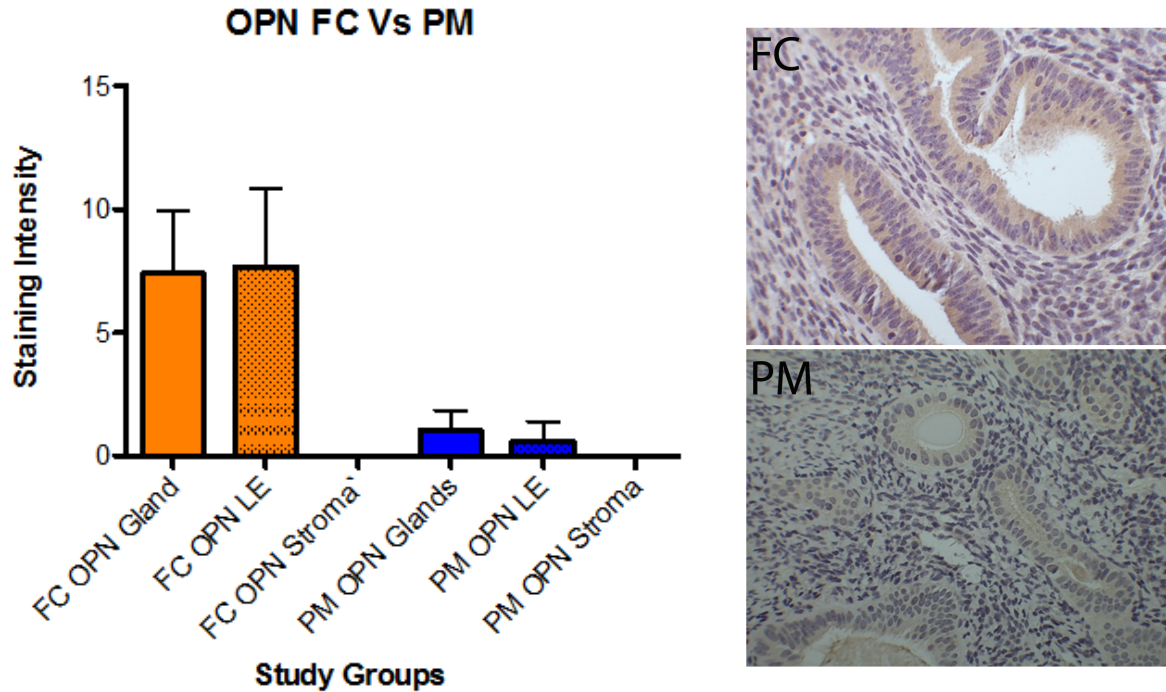 OPN FC Vs PM
Staining Intensity
15
10
5
0
FC OPN Gland
FC OPN LE
FC OPN Stroma`
PM OPN Glands
PM OPN LE
PM OPN Stroma
Study Groups
FC
PM